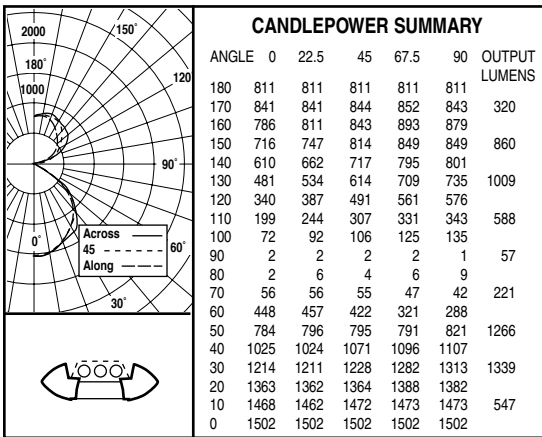 2000
150°
180°
1000
120
90°
0°
Across
45
Along
60°
30°
CANDLEPOWER SUMMARY
ANGLE 0 22.5 45 67.5 90 OUTPUT
LUMENS
180 811 811 811 811 811
170 841 841 844 852 843 320
160 786 811 843 893 879
150 716 747 814 849 849 860
140 610 662 717 795 801
130 481 534 614 709 735 1009
120 340 387 491 561 576
110 199 244 307 331 343 588
100 72 92 106 125 135
90 2 2 2 2 1 57
80 2 6 4 6 9
70 56 56 55 47 42 221
60 448 457 422 321 288
50 784 796 795 791 821 1266
40 1025 1024 1071 1096 1107
30 1214 1211 1228 1282 1313 1339
20 1363 1362 1364 1388 1382
10 1468 1462 1472 1473 1473 547
0 1502 1502 1502 1502 1502